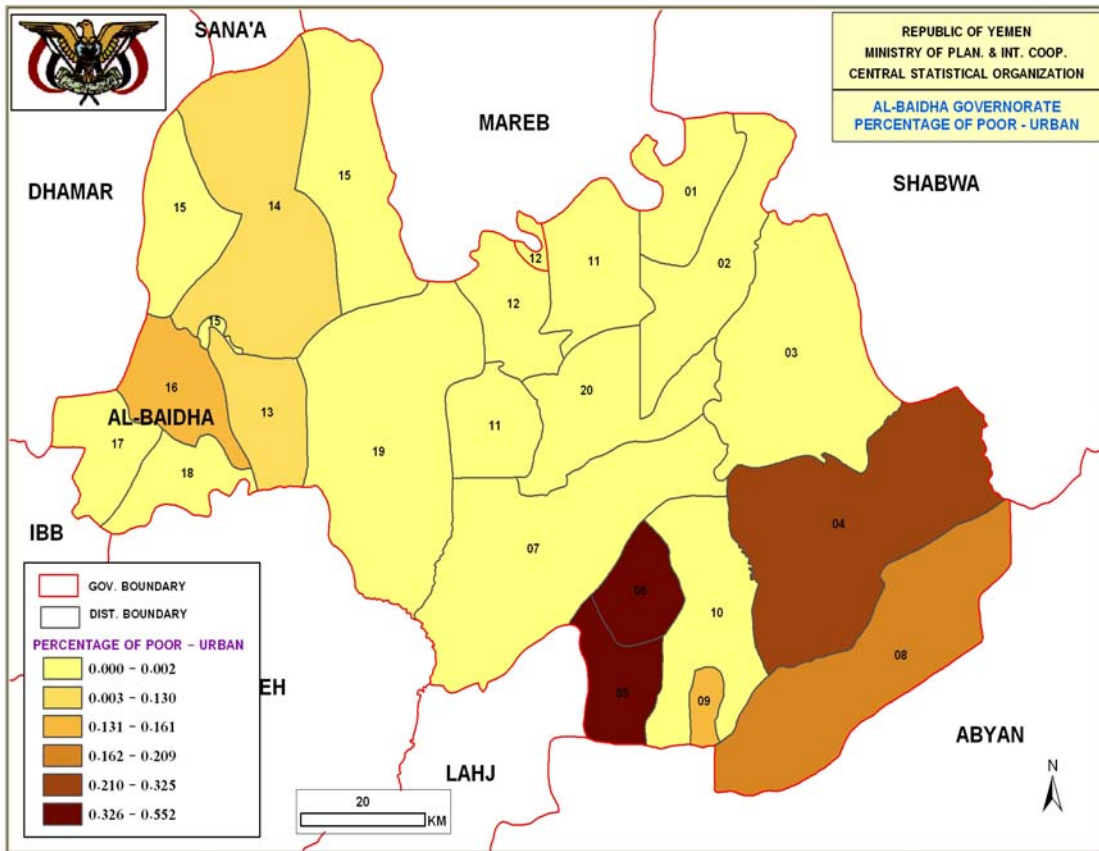 SANA'A
REPUBLIC OF YEMEN
MINISTRY OF PLAN. & INT. COOP.
CENTRAL STATISTICAL ORGANIZATION
AL-BAIDHA GOVERNORATE
PERCENTAGE OF POOR - URBAN
MAREB
DHAMAR
SHABWA
15
01
15
14
02
12
11
12
15
03
20
16
AL-BAIDHA
13
11
17
19
18
04
IBB
07
06
10
08
05
09
EH
ABYAN
LAHJ
GOV. BOUNDARY
DIST. BOUNDARY
PERCENTAGE OF POOR - URBAN
0.000 - 0.002
0.003 - 0.130
0.131 - 0.161
0.162 - 0.209
0.210 - 0.325
0.326 - 0.552
20
KM
N